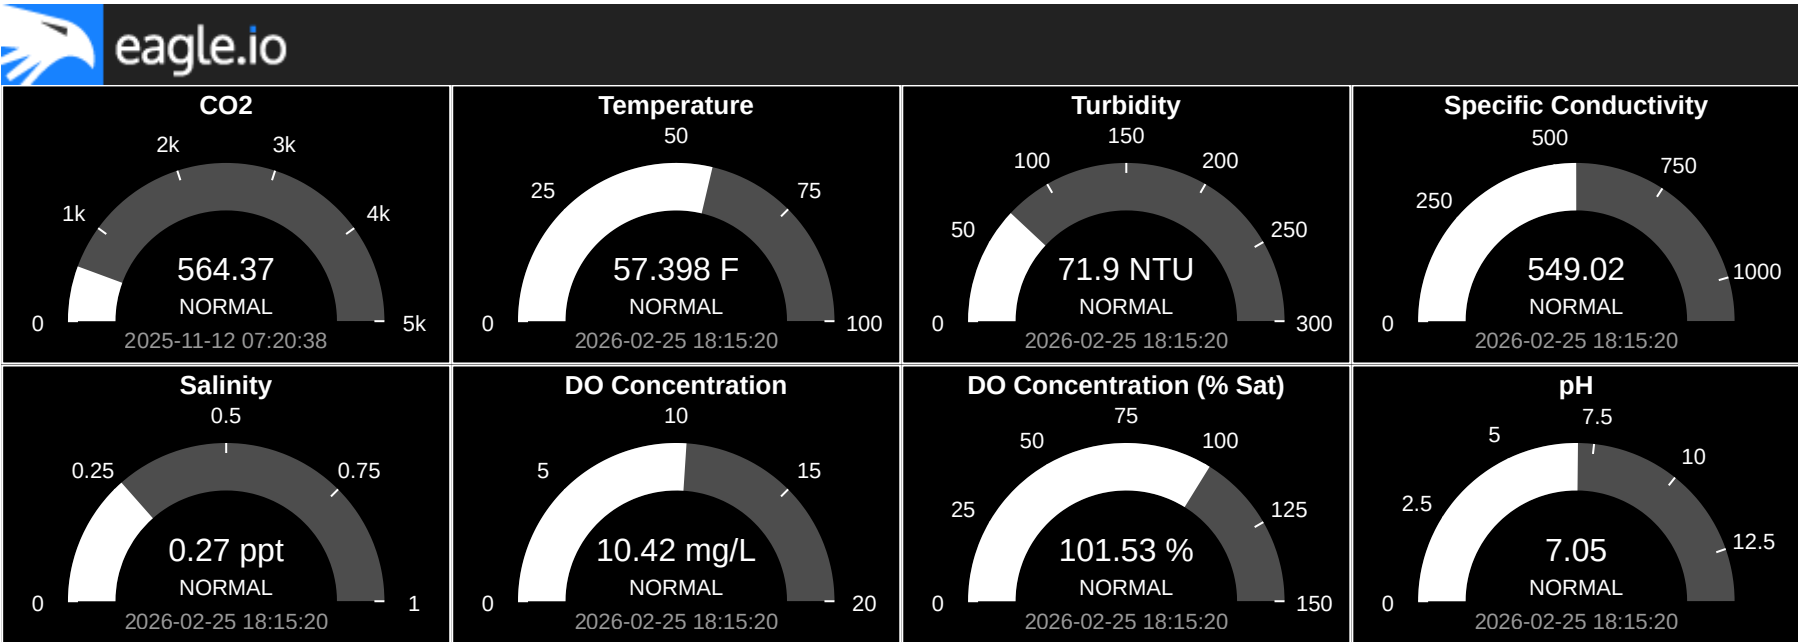 eagle.io
CO2
0
1k
2k
3k
4k
5k
564.37
NORMAL
2025-11-12 07:20:38
Temperature
0
25
50
75
100
57.398 F
NORMAL
2026-02-25 18:15:20
Turbidity
0
50
100
150
200
250
300
71.9 NTU
NORMAL
2026-02-25 18:15:20
Specific Conductivity
0
250
500
750
1000
549.02
NORMAL
2026-02-25 18:15:20
Salinity
0
0.25
0.5
0.75
1
0.27 ppt
NORMAL
2026-02-25 18:15:20
DO Concentration
0
5
10
15
20
10.42 mg/L
NORMAL
2026-02-25 18:15:20
DO Concentration (% Sat)
0
25
50
75
100
125
150
101.53 %
NORMAL
2026-02-25 18:15:20
pH
0
2.5
5
7.5
10
12.5
7.05
NORMAL
2026-02-25 18:15:20